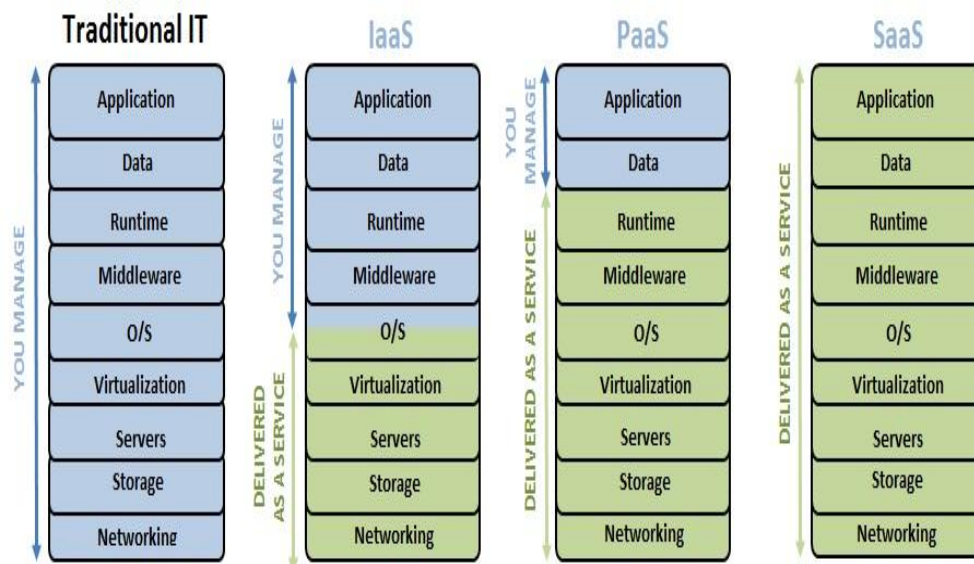 Traditional IT
YOU MANAGE
Application
Data
Runtime
Middleware
O/S
Virtualization
Servers
Storage
Networking
IaaS
YOU MANAGE
DELIVERED
AS A SERVICE
Application
Data
Runtime
Middleware
O/S
Virtualization
Servers
Storage
Networking
PaaS
YOU
MANAGE
DELIVERED AS A SERVICE
Application
Data
Runtime
Middleware
O/S
Virtualization
Servers
Storage
Networking
SaaS
DELIVERED AS A SERVICE
Application
Data
Runtime
Middleware
O/S
Virtualization
Servers
Storage
Networking